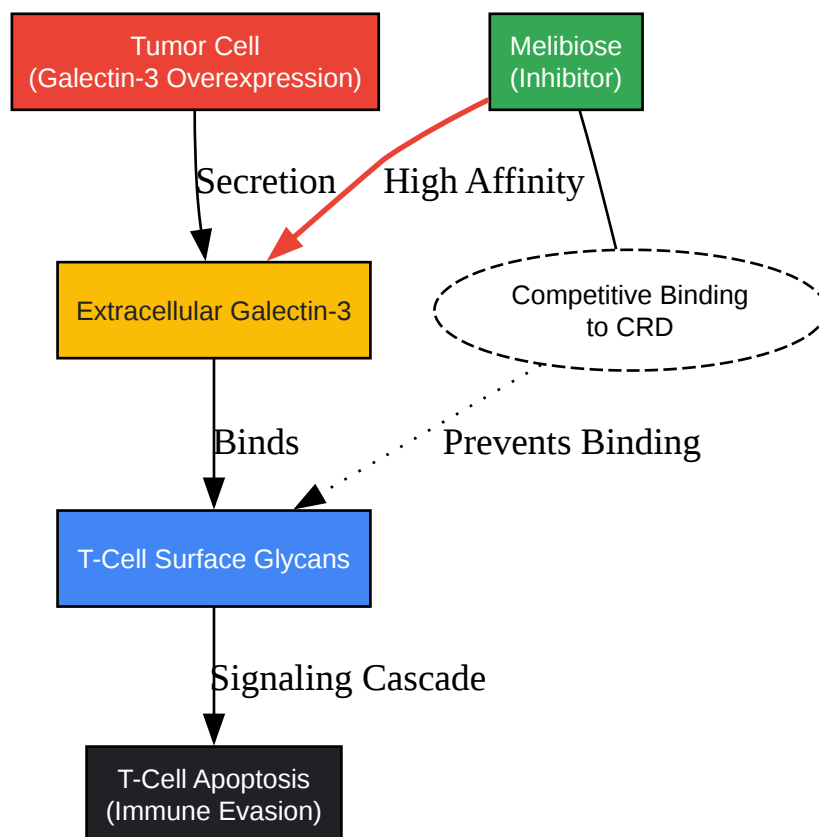 Tumor Cell
(Galectin-3 Overexpression)
Melibiose
(Inhibitor)
Secretion
High Affinity
Extracellular Galectin-3
Competitive Binding
to CRD
Binds
Prevents Binding
T-Cell Surface Glycans
Signaling Cascade
T-Cell Apoptosis
(Immune Evasion)